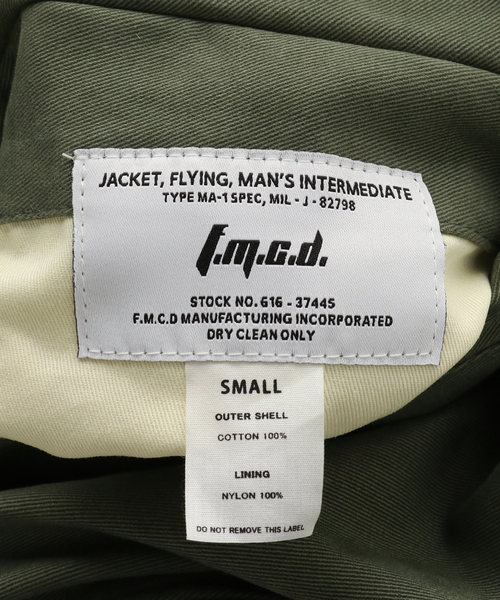 JACKET, FLYING, MAN'S INTERMEDIATE
TYPE MA-1 SPEC, MIL - J - 82798
f.m.c.d.
STOCK NO. 616 - 37445
F.M.C.D MANUFACTURING INCORPORATED
DRY CLEAN ONLY
SMALL
OUTER SHELL
COTTON 100%
LINING
NYLON 100%
DO NOT REMOVE THIS LABEL